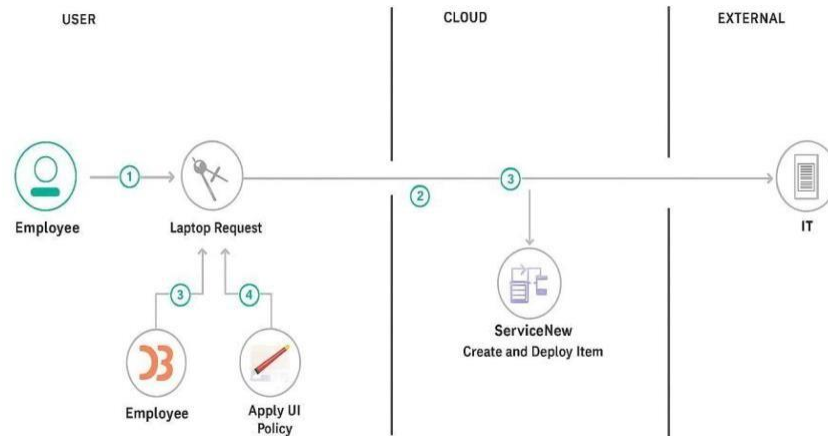 USER
CLOUD
EXTERNAL
1
2
3
Employee
Laptop Request
IT
3
4
ServiceNew
Create and Deploy Item
Employee
Apply UI
Policy